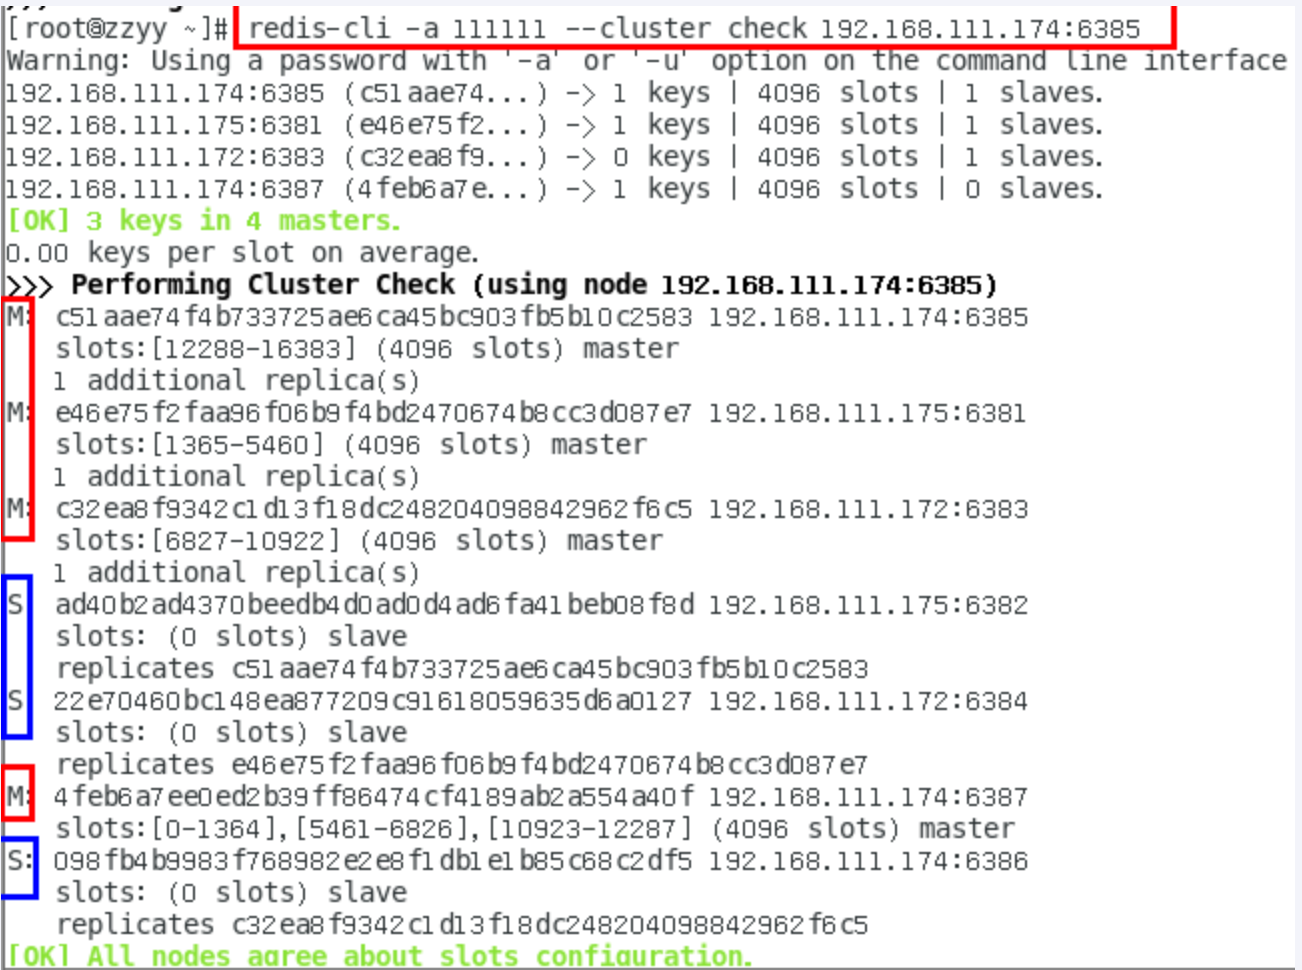 [root@zzyy ~]# redis-cli -a 111111 --cluster check 192.168.111.174:6385
Warning: Using a password with '-a' or '-u' option on the command line interface
192.168.111.174:6385 (c51aae74...) -> 1 keys | 4096 slots | 1 slaves.
192.168.111.175:6381 (e46e75f2...) -> 1 keys | 4096 slots | 1 slaves.
192.168.111.172:6383 (c32ea8f9...) -> 0 keys | 4096 slots | 1 slaves.
192.168.111.174:6387 (4feb6a7e...) -> 1 keys | 4096 slots | 0 slaves.
[OK] 3 keys in 4 masters.
0.00 keys per slot on average.
>>> Performing Cluster Check (using node 192.168.111.174:6385)
M: c51aae74f4b733725ae6ca45bc903fb5b10c2583 192.168.111.174:6385
slots:[12288-16383] (4096 slots) master
1 additional replica(s)
M: e46e75f2faa96f06b9f4bd2470674b8cc3d087e7 192.168.111.175:6381
slots:[1365-5460] (4096 slots) master
1 additional replica(s)
M: c32ea8f9342c1d13f18dc248204098842962f6c5 192.168.111.172:6383
slots:[6827-10922] (4096 slots) master
1 additional replica(s)
S ad40b2ad4370beedb4d0ad0d4ad6fa41beb08f8d 192.168.111.175:6382
slots: (0 slots) slave
replicates c51aae74f4b733725ae6ca45bc903fb5b10c2583
S 22e70460bc148ea877209c91618059635d6a0127 192.168.111.172:6384
slots: (0 slots) slave
replicates e46e75f2faa96f06b9f4bd2470674b8cc3d087e7
M: 4feb6a7ee0ed2b39ff86474cf4189ab2a554a40f 192.168.111.174:6387
slots:[0-1364],[5461-6826],[10923-12287] (4096 slots) master
S: 098fb4b9983f768982e2e8f1db1e1b85c68c2df5 192.168.111.174:6386
slots: (0 slots) slave
replicates c32ea8f9342c1d13f18dc248204098842962f6c5
[OK] All nodes agree about slots configuration.